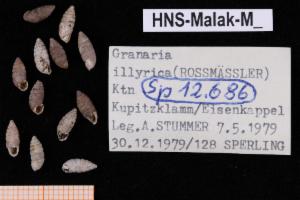 HNS-Malak-M_
Granaria
illyrica(ROSSMÄSSLER)
Ktn Sp 12.686
Kupitzklamm/Eisenkappel
Leg.A.STUMMER 7.5.1979
30.12.1979/128 SPERLING